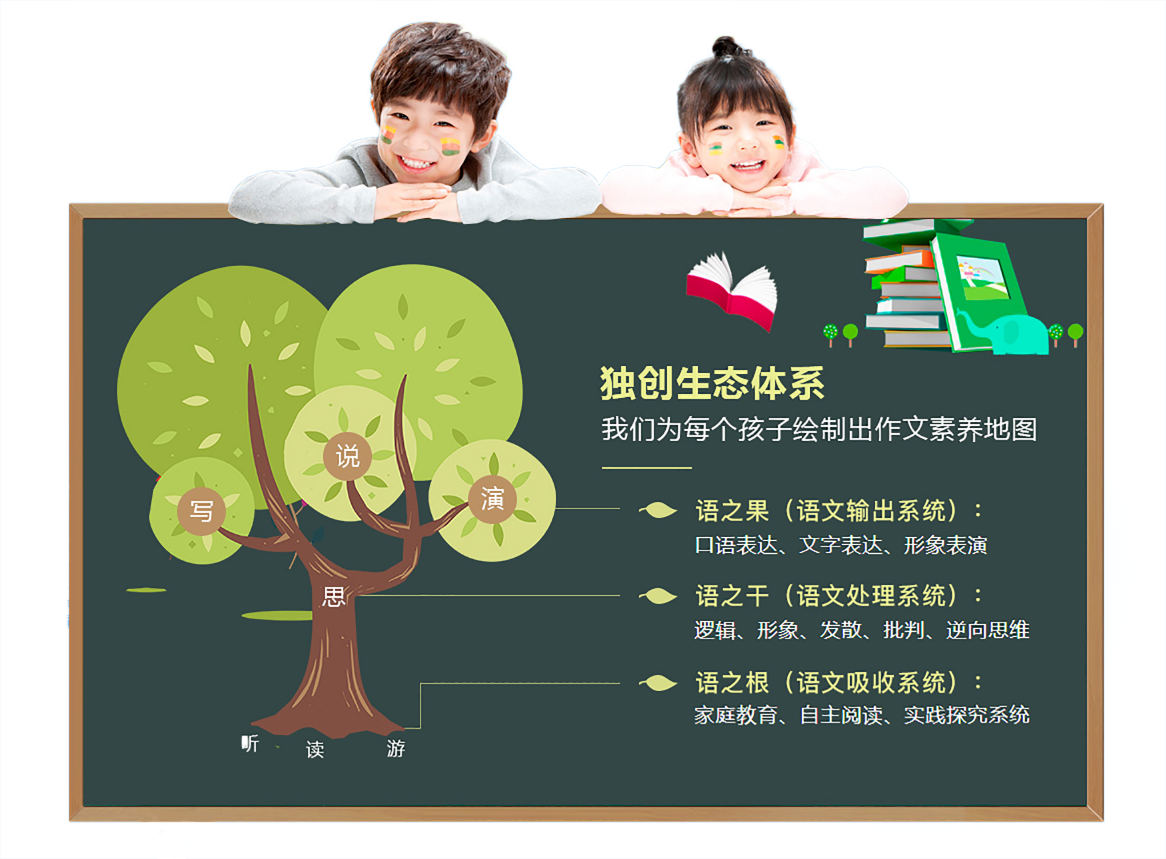 独创生态体系
我们为每个孩子绘制出作文素养地图
说
演
写
语之果（语文输出系统）：
口语表达、文字表达、形象表演
思
语之干（语文处理系统）：
逻辑、形象、发散、批判、逆向思维
语之根（语文吸收系统）：
家庭教育、自主阅读、实践探究系统
听
读
游